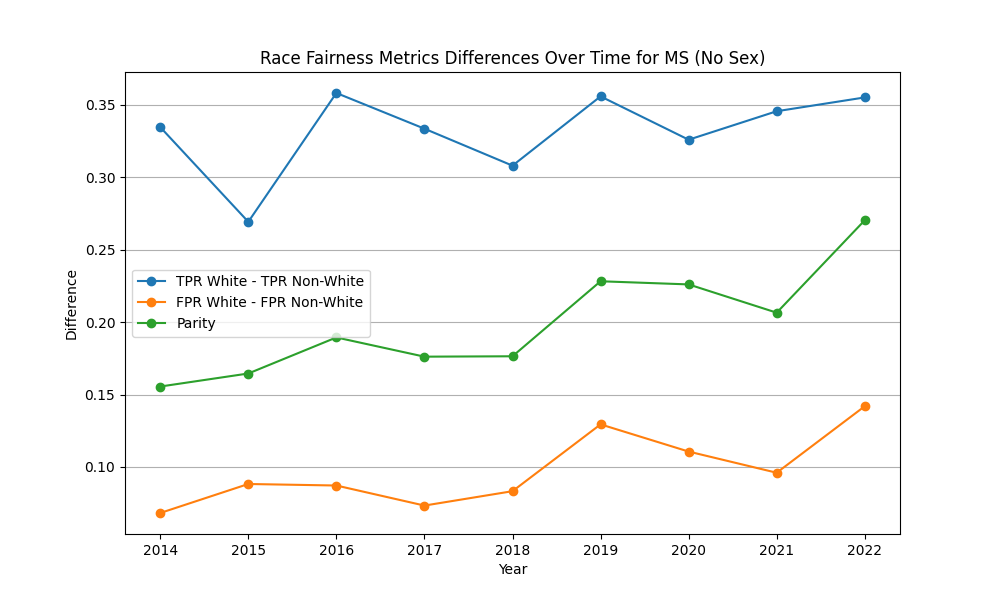 Race Fairness Metrics Differences Over Time for MS (No Sex)
0.35
0.30
0.25
0.20
0.15
0.10
Difference
TPR White - TPR Non-White
FPR White - FPR Non-White
Parity
2014 2015 2016 2017 2018 2019 2020 2021 2022
Year